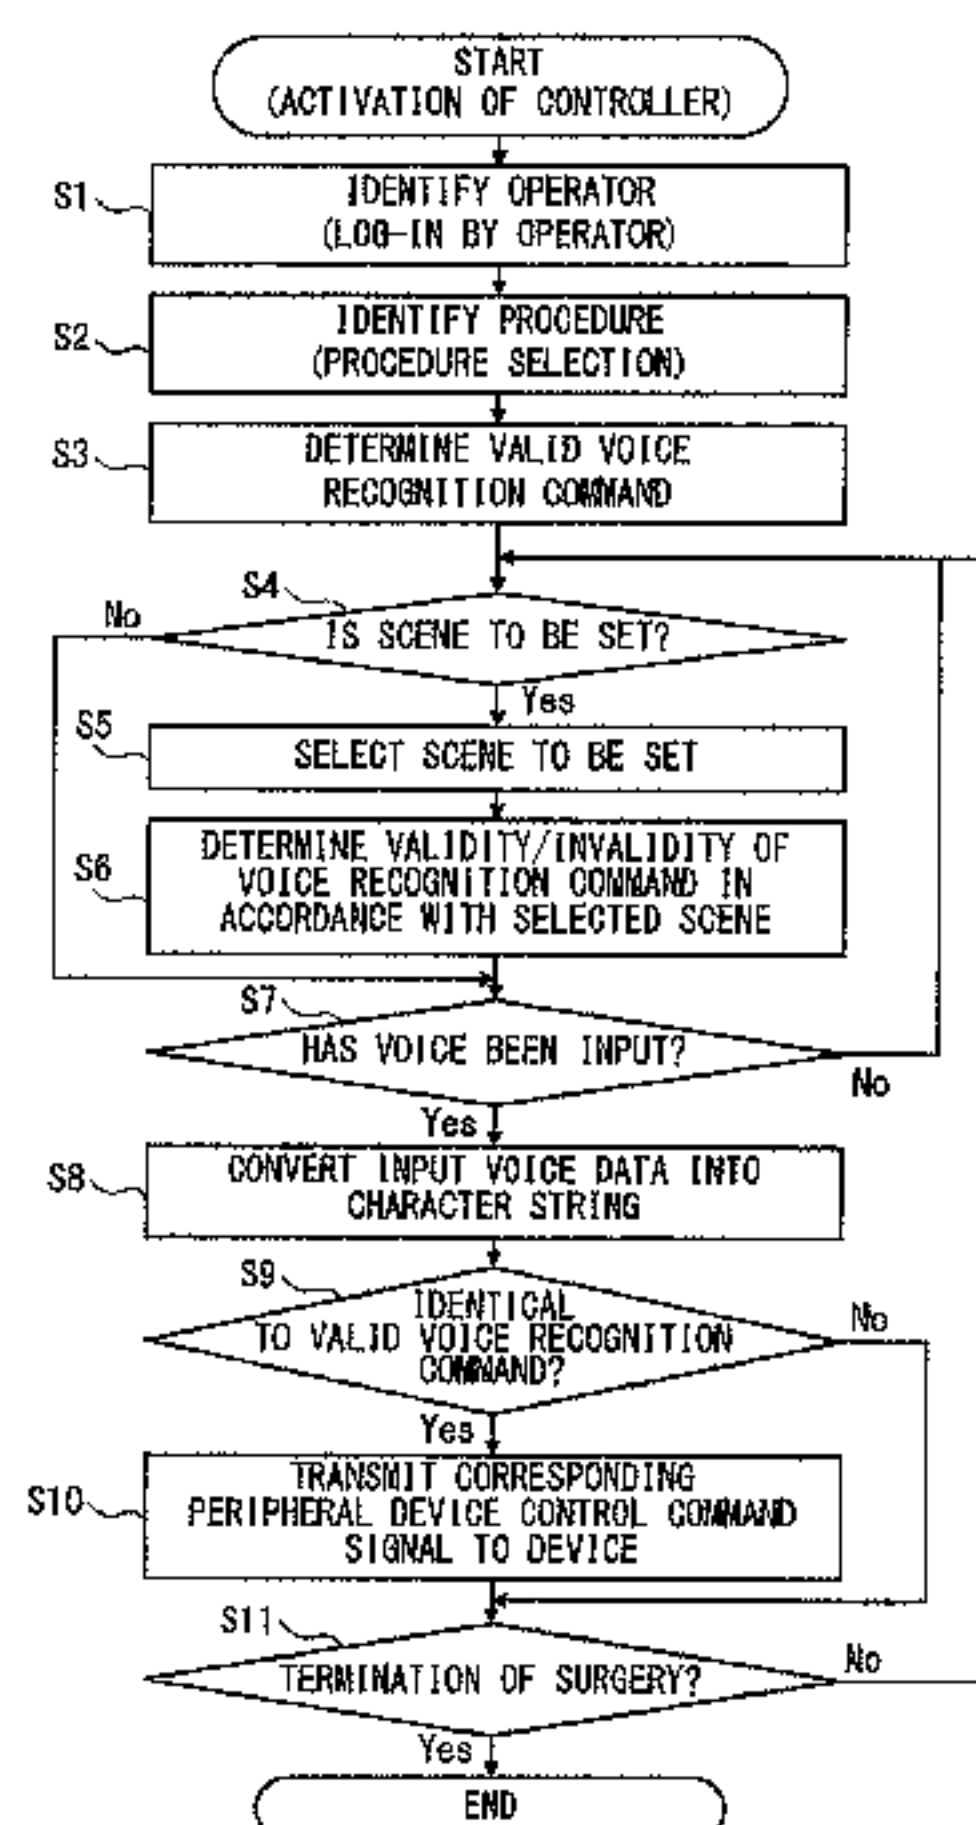 START
(ACTIVATION OF CONTROLLER)
S1
IDENTIFY OPERATOR
(LOG-IN BY OPERATOR)
S2
IDENTIFY PROCEDURE
(PROCEDURE SELECTION)
S3
DETERMINE VALID VOICE
RECOGNITION COMMAND
S4
No
IS SCENE TO BE SET?
Yes
S5
SELECT SCENE TO BE SET
S6
DETERMINE VALIDITY/INVALIDITY OF
VOICE RECOGNITION COMMAND IN
ACCORDANCE WITH SELECTED SCENE
S7
HAS VOICE BEEN INPUT?
No
Yes
S8
CONVERT INPUT VOICE DATA INTO
CHARACTER STRING
S9
IDENTICAL
TO VALID VOICE RECOGNITION
COMMAND?
No
Yes
S10
TRANSMIT CORRESPONDING
PERIPHERAL DEVICE CONTROL COMMAND
SIGNAL TO DEVICE
S11
TERMINATION OF SURGERY?
No
Yes
END